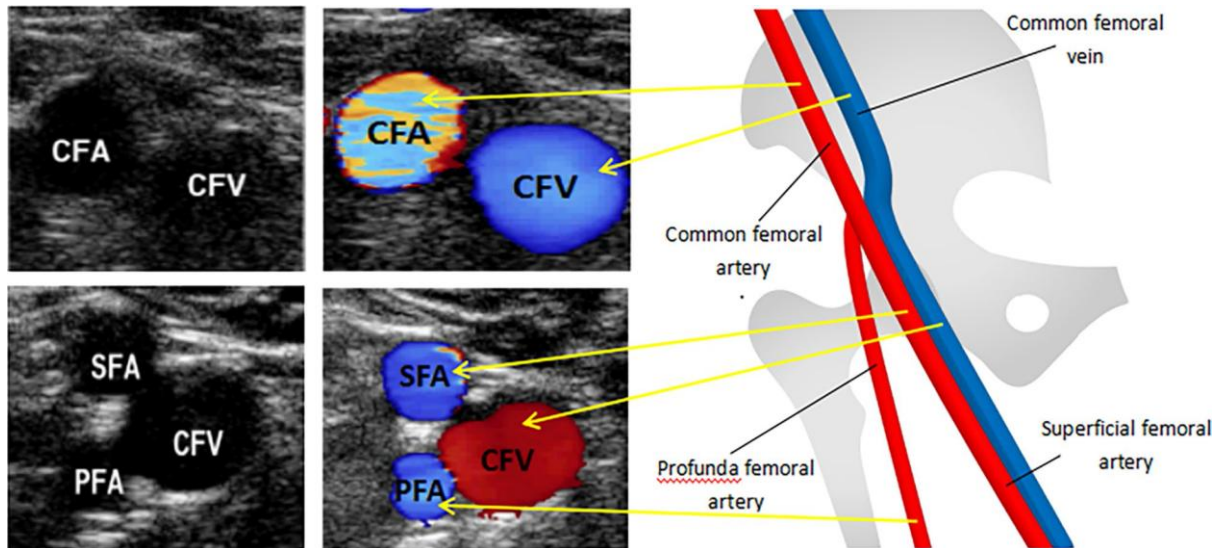 CFA
CFV
CFA
CFV
Common femoral
vein
Common femoral
artery
SFA
CFV
PFA
SFA
CFV
PFA
Profunda femoral
artery
Superficial femoral
artery